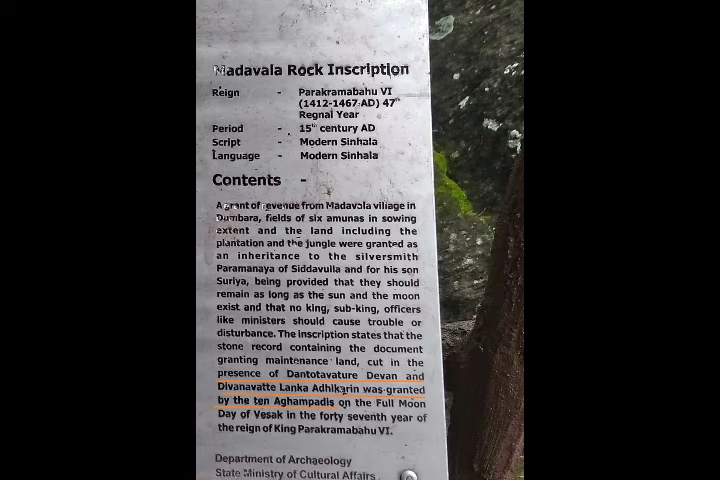 Madavala Rock Inscription
Reign - Parakramabahu VI
(1412-1467 AD) 47th
Regnal Year
Period - 15th century AD
Script - Modern Sinhala
Language - Modern Sinhala
Contents -
A grant of revenue from Madavala village in
Dumbara, fields of six amunas in sowing
extent and the land including the
plantation and the jungle were granted as
an inheritance to the silversmith
Paramanaya of Siddavulla and for his son
Suriya, being provided that they should
remain as long as the sun and the moon
exist and that no king, sub-king, officers
like ministers should cause trouble or
disturbance. The inscription states that the
stone record containing the document
granting maintenance land, cut in the
presence of Dantotavature Devan and
Divanavatte Lanka Adhikarin was granted
by the ten Aghampadis on the Full Moon
Day of Vesak in the forty seventh year of
the reign of King Parakramabahu VI.
Department of Archaeology
State Ministry of Cultural Affairs